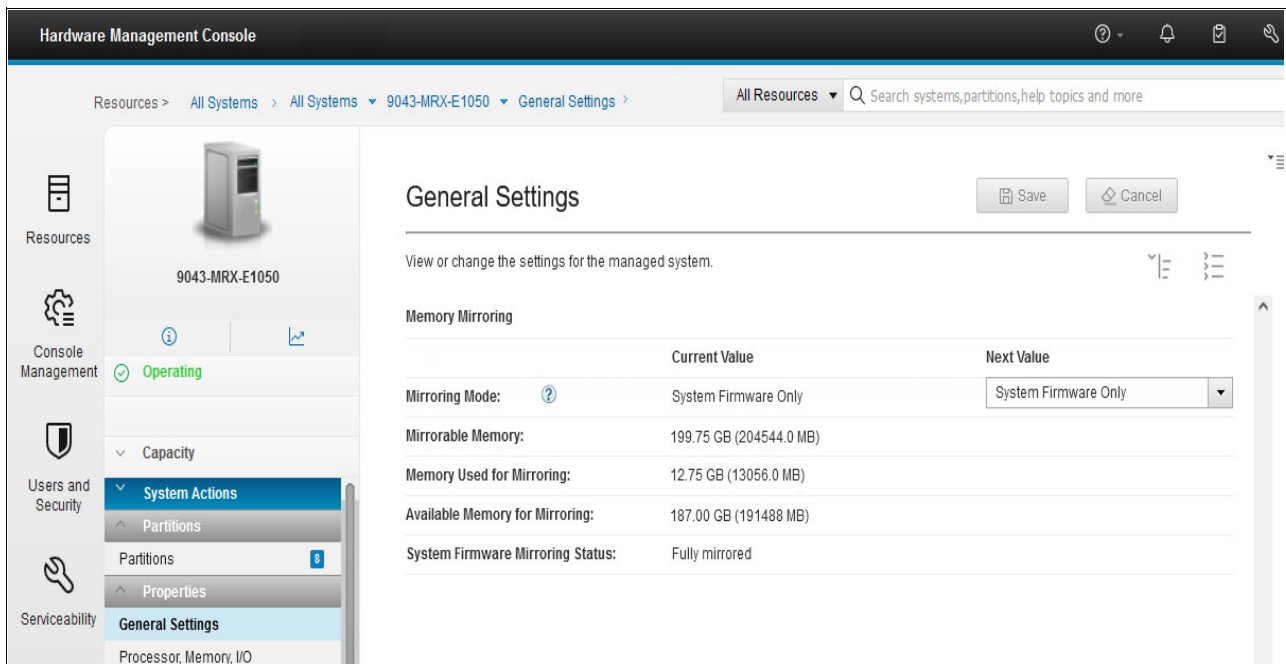 Hardware Management Console
Resources > All Systems > All Systems 9043-MRX-E1050 General Settings >
All Resources Search systems,partitions,help topics and more
Resources
Console
Management
Users and
Security
Serviceability
9043-MRX-E1050
Operating
Capacity
System Actions
Partitions
Partitions 8
Properties
General Settings
Processor, Memory, I/O
General Settings
Save Cancel
View or change the settings for the managed system.
Memory Mirroring
Current Value Next Value
Mirroring Mode: ? System Firmware Only System Firmware Only
Mirrorable Memory: 199.75 GB (204544.0 MB)
Memory Used for Mirroring: 12.75 GB (13056.0 MB)
Available Memory for Mirroring: 187.00 GB (191488 MB)
System Firmware Mirroring Status: Fully mirrored